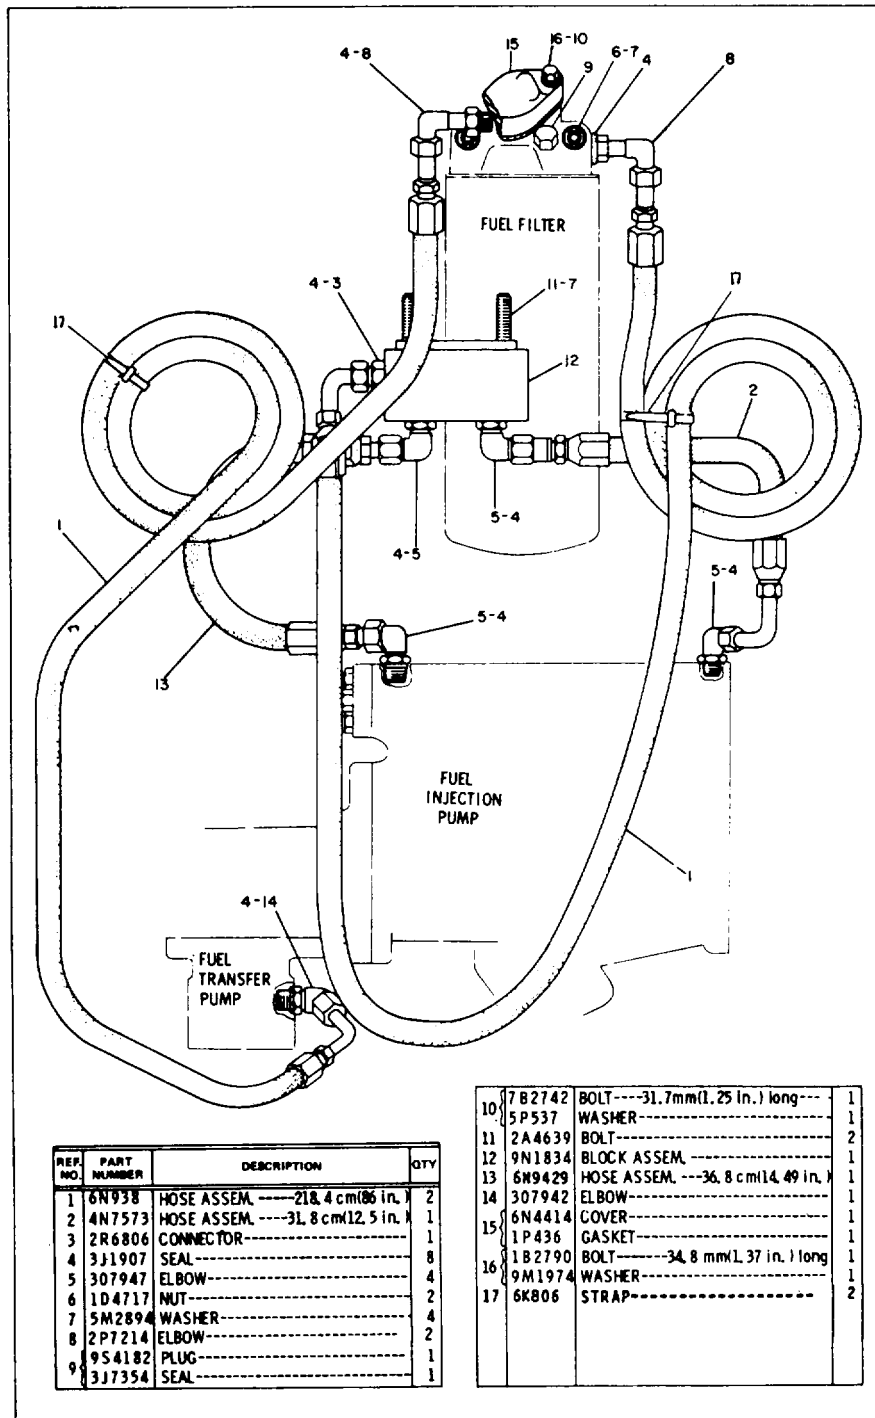 15
16-10
4-8
6-7
9
4
8
FUEL FILTER
4-3
11-7
17
17
12
2
1
5-4
4-5
5-4
5-4
13
FUEL
INJECTION
PUMP
1
4-14
FUEL
TRANSFER
PUMP
REF. NO. PART NUMBER DESCRIPTION QTY
1 6N938 HOSE ASSEM. -----218.4 cm(86 in.) 2
2 4N7573 HOSE ASSEM. ----31.8 cm(12.5 in.) 1
3 2R6806 CONNECTOR 1
4 3J1907 SEAL 8
5 307947 ELBOW 4
6 1D4717 NUT 2
7 5M2894 WASHER 4
8 2P7214 ELBOW 2
9 9S4182 PLUG 1
3J7354 SEAL 1
10 7B2742 BOLT----31.7mm(1.25 in.) long--- 1
5P537 WASHER 1
11 2A4639 BOLT 2
12 9N1834 BLOCK ASSEM. 1
13 6N9429 HOSE ASSEM. ---36.8 cm(14.49 in.) 1
14 307942 ELBOW 1
15 6N4414 COVER 1
1P436 GASKET 1
16 1B2790 BOLT-----34.8 mm(1.37 in.) long 1
9M1974 WASHER 1
17 6K806 STRAP 2